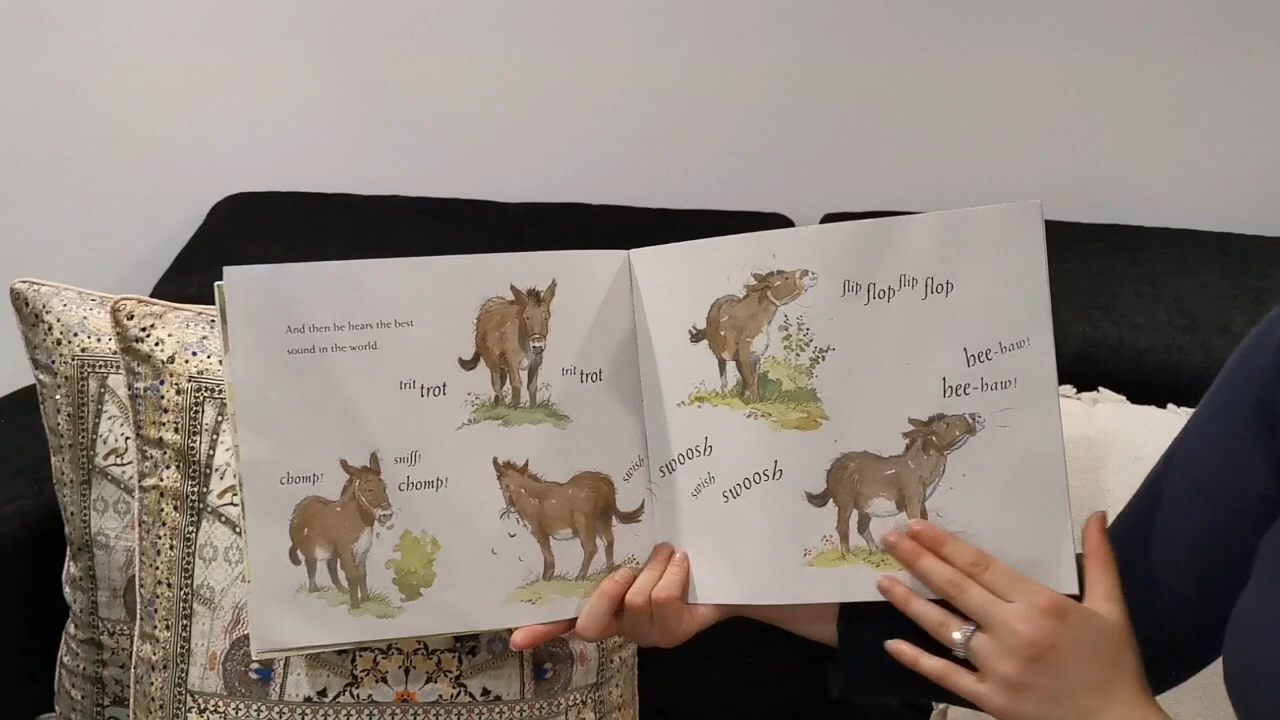 And then he hears the best
sound in the world.
trit trot
trit trot
chomp!
sniff!
chomp!
swish
swoosh
swish
swoosh
flip flop flip flop
hee-haw!
hee-haw!